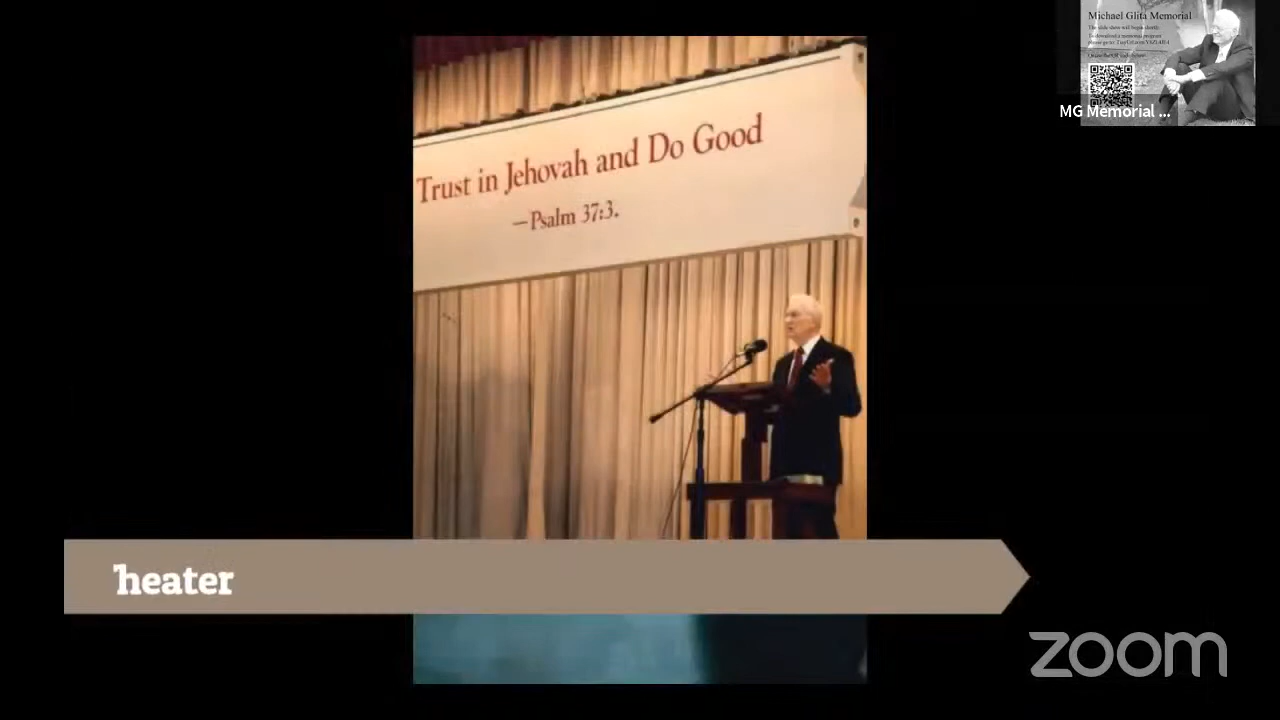 Michael Glita Memorial
MG Memorial ...
Trust in Jehovah and Do Good
—Psalm 37:3.
heater
zoom